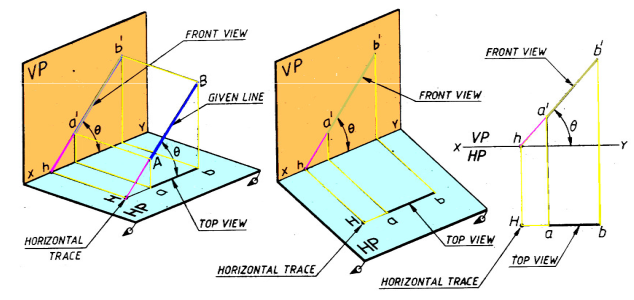 FRONT VIEW
b'
VP
B
GIVEN LINE
a'
θ
Y
h
θ
A
X
b
a
H
HP
TOP VIEW
HORIZONTAL
TRACE
VP
b'
FRONT VIEW
a'
θ
Y
h
X
b
H
a
HP
TOP VIEW
HORIZONTAL TRACE
FRONT VIEW
b'
a'
θ
VP
X h Y
HP
H a b
TOP VIEW
HORIZONTAL TRACE